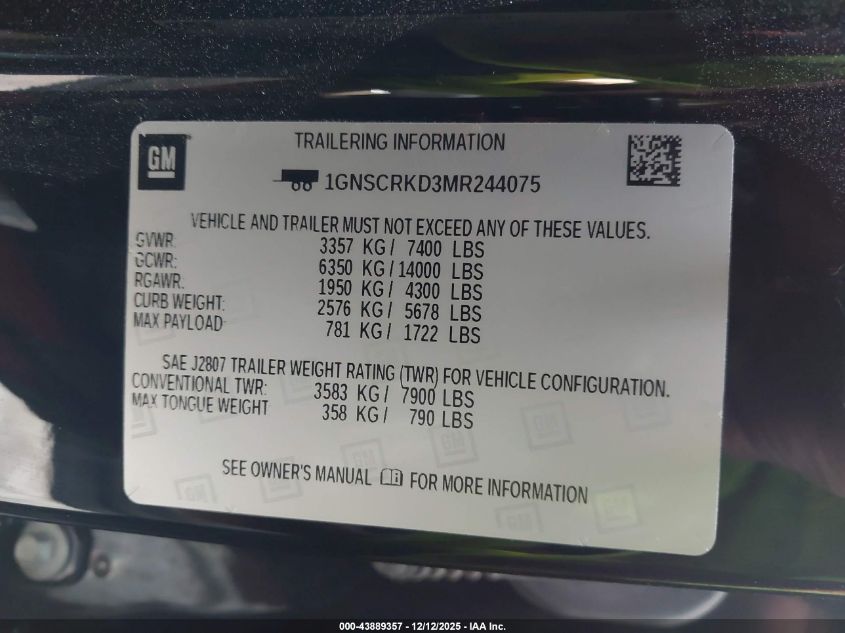 GM
TRAILERING INFORMATION
1GNSCRKD3MR244075
VEHICLE AND TRAILER MUST NOT EXCEED ANY OF THESE VALUES.
GVWR: 3357 KG/ 7400 LBS
GCWR: 6350 KG/14000 LBS
RGAWR: 1950 KG/ 4300 LBS
CURB WEIGHT: 2576 KG/ 5678 LBS
MAX PAYLOAD 781 KG/ 1722 LBS
SAE J2807 TRAILER WEIGHT RATING (TWR) FOR VEHICLE CONFIGURATION.
CONVENTIONAL TWR: 3583 KG/ 7900 LBS
MAX TONGUE WEIGHT 358 KG/ 790 LBS
SEE OWNER'S MANUAL FOR MORE INFORMATION
000-43889357 - 12/12/2025 - IAA Inc.